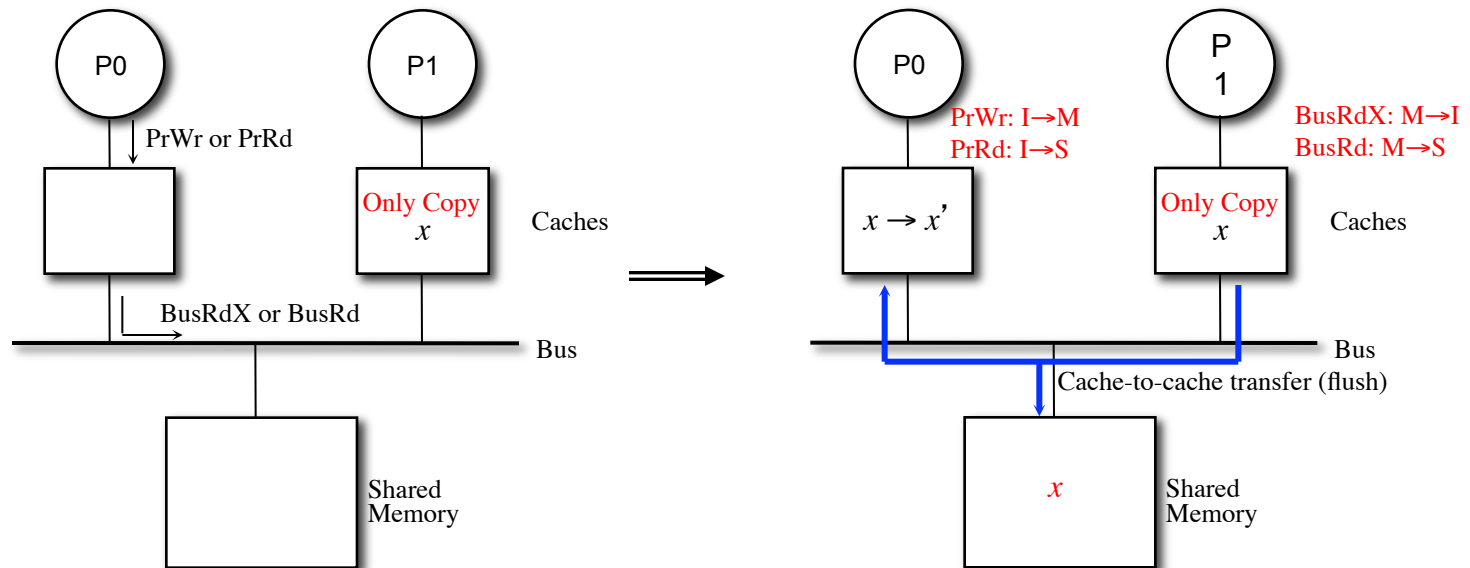 P0
P1
PrWr or PrRd
Only Copy
x
Caches
BusRdX or BusRd
Bus
Shared
Memory
P0
P
1
PrWr: I→M
PrRd: I→S
BusRdX: M→I
BusRd: M→S
x → x’
Only Copy
x
Caches
Bus
Cache-to-cache transfer (flush)
x
Shared
Memory